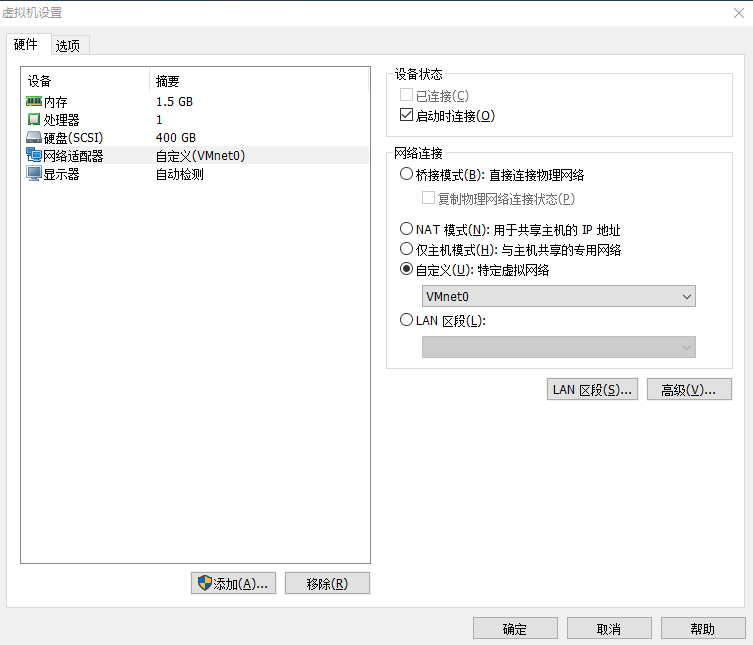 虚拟机设置
硬件 选项
设备 摘要
内存 1.5 GB
处理器 1
硬盘(SCSI) 400 GB
网络适配器 自定义(VMnet0)
显示器 自动检测
添加(A)...
移除(R)
设备状态
已连接(C)
启动时连接(O)
网络连接
桥接模式(B): 直接连接物理网络
复制物理网络连接状态(P)
NAT 模式(N): 用于共享主机的 IP 地址
仅主机模式(H): 与主机共享的专用网络
自定义(U): 特定虚拟网络
VMnet0
LAN 区段(L):
LAN 区段(S)...
高级(V)...
确定
取消
帮助